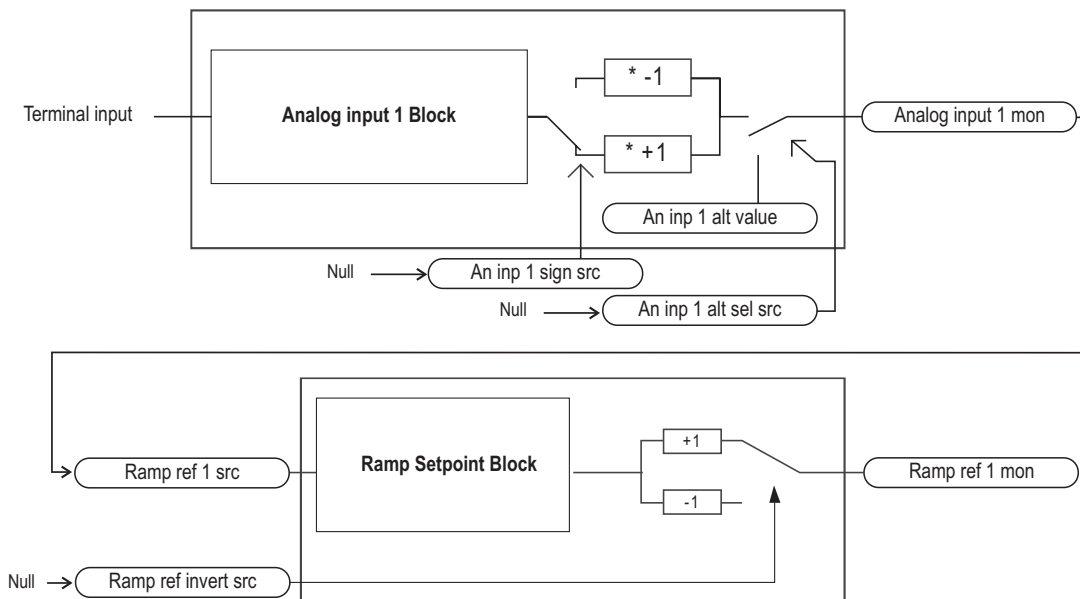 * -1
Terminal input
Analog input 1 Block
Analog input 1 mon
* +1
An inp 1 alt value
Null
An inp 1 sign src
Null
An inp 1 alt sel src
+1
Ramp ref 1 src
Ramp Setpoint Block
Ramp ref 1 mon
-1
Null
Ramp ref invert src